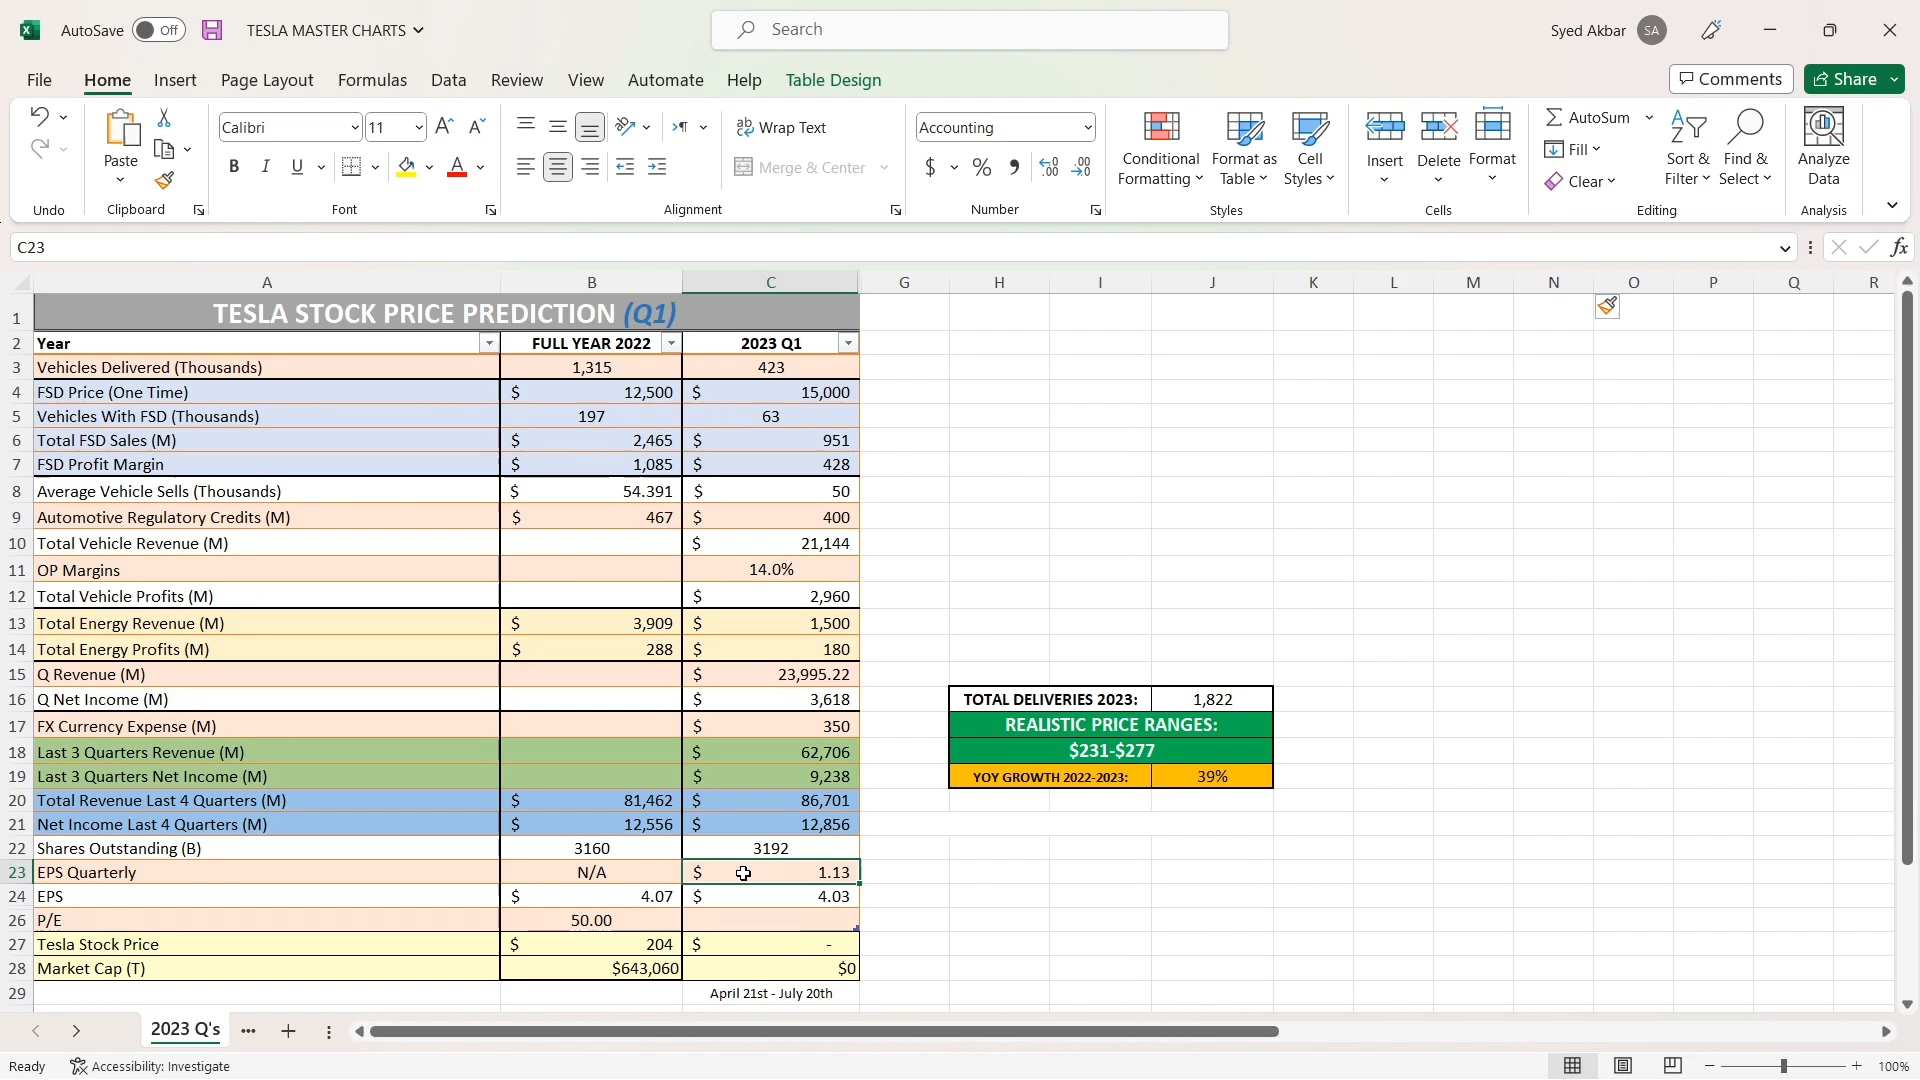 AutoSave Off TESLA MASTER CHARTS Search Syed Akbar SA
File Home Insert Page Layout Formulas Data Review View Automate Help Table Design Comments Share
Calibri 11 Wrap Text Accounting AutoSum
Paste B I U Merge & Center $ % Conditional Formatting Format as Table Cell Styles Insert Delete Format Fill Clear Sort & Filter Find & Select Analyze Data
Undo Clipboard Font Alignment Number Styles Cells Editing Analysis
C23 fx
A B C G H I J K L M N O P Q R
1 TESLA STOCK PRICE PREDICTION (Q1)
2 Year FULL YEAR 2022 2023 Q1
3 Vehicles Delivered (Thousands) 1,315 423
4 FSD Price (One Time) $ 12,500 $ 15,000
5 Vehicles With FSD (Thousands) 197 63
6 Total FSD Sales (M) $ 2,465 $ 951
7 FSD Profit Margin $ 1,085 $ 428
8 Average Vehicle Sells (Thousands) $ 54.391 $ 50
9 Automotive Regulatory Credits (M) $ 467 $ 400
10 Total Vehicle Revenue (M) $ 21,144
11 OP Margins 14.0%
12 Total Vehicle Profits (M) $ 2,960
13 Total Energy Revenue (M) $ 3,909 $ 1,500
14 Total Energy Profits (M) $ 288 $ 180
15 Q Revenue (M) $ 23,995.22
16 Q Net Income (M) $ 3,618 TOTAL DELIVERIES 2023: 1,822
17 FX Currency Expense (M) $ 350 REALISTIC PRICE RANGES:
18 Last 3 Quarters Revenue (M) $ 62,706 $231-$277
19 Last 3 Quarters Net Income (M) $ 9,238 YOY GROWTH 2022-2023: 39%
20 Total Revenue Last 4 Quarters (M) $ 81,462 $ 86,701
21 Net Income Last 4 Quarters (M) $ 12,556 $ 12,856
22 Shares Outstanding (B) 3160 3192
23 EPS Quarterly N/A $ 1.13
24 EPS $ 4.07 $ 4.03
26 P/E 50.00
27 Tesla Stock Price $ 204 $ -
28 Market Cap (T) $643,060 $0
29 April 21st - July 20th
2023 Q's
Ready Accessibility: Investigate 100%